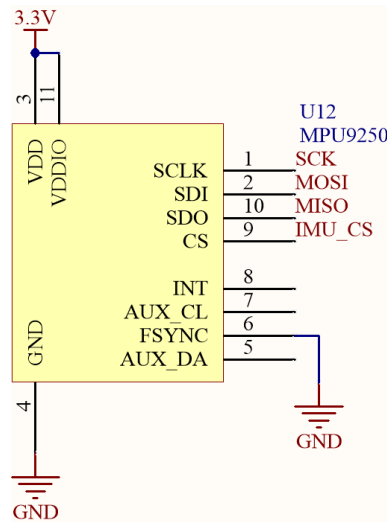 3.3V
3
11
U12
MPU9250
VDD
VDDIO
SCLK 1 SCK
SDI 2 MOSI
SDO 10 MISO
CS 9 IMU_CS
INT 8
AUX_CL 7
FSYNC 6
AUX_DA 5
GND
4
GND
GND